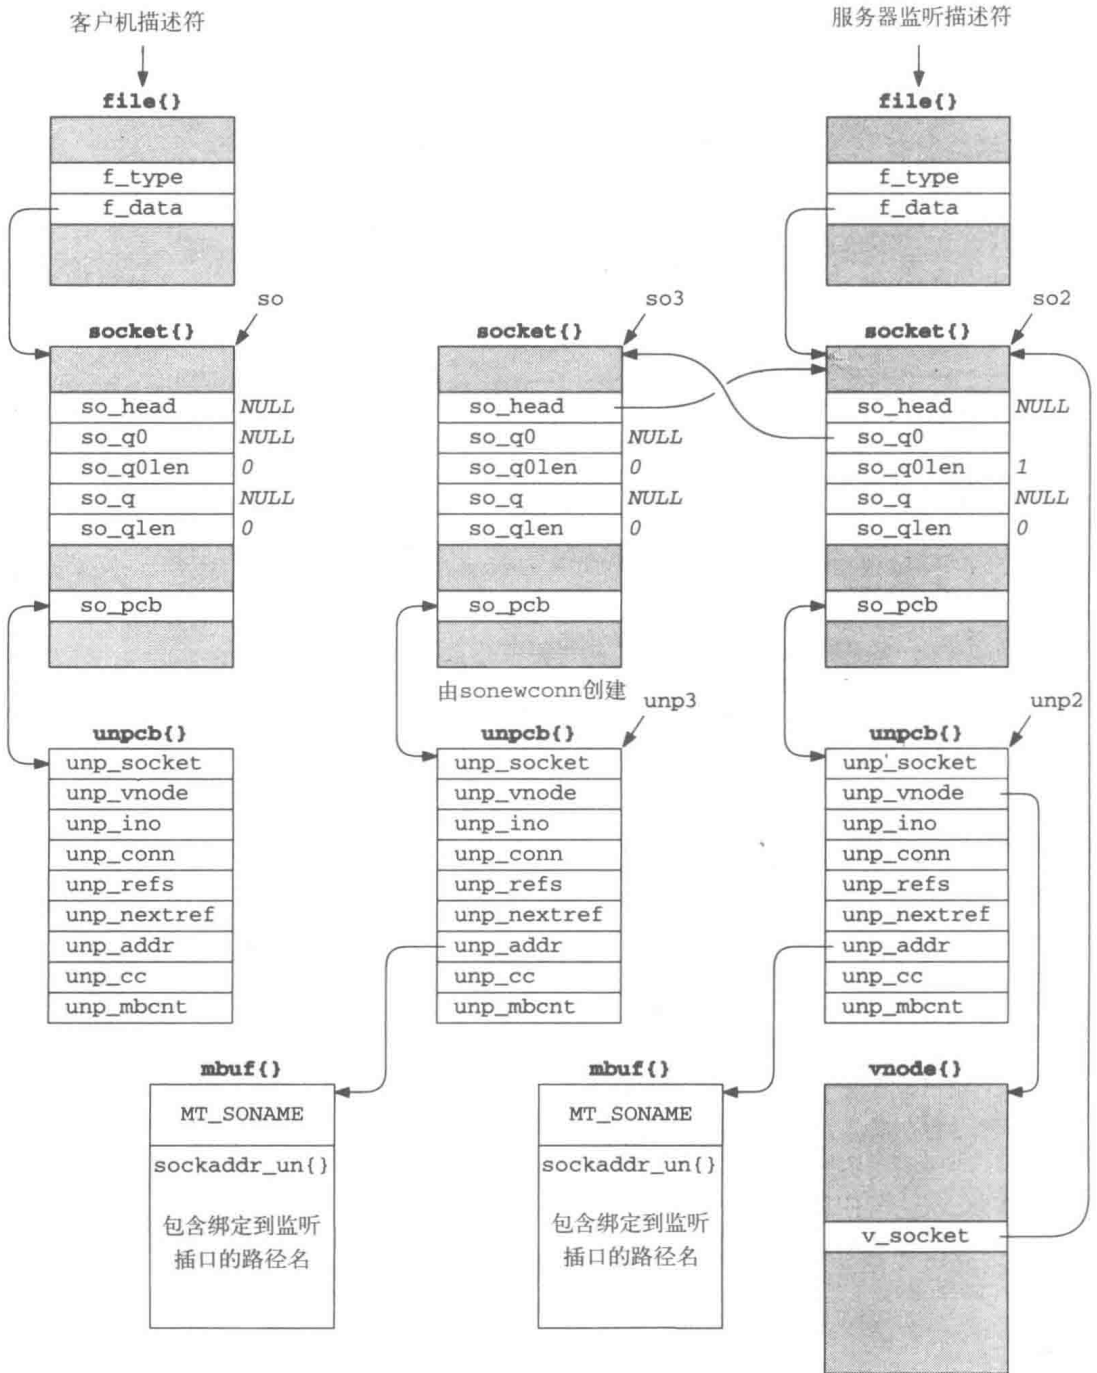 客户机描述符
服务器监听描述符
file{}
f_type
f_data
file{}
f_type
f_data
so
socket{}
so_head NULL
so_q0 NULL
so_q0len 0
so_q NULL
so_qlen 0
so_pcb
so3
socket{}
so_head
so_q0 NULL
so_q0len 0
so_q NULL
so_qlen 0
so_pcb
由sonewconn创建
so2
socket{}
so_head NULL
so_q0
so_q0len 1
so_q NULL
so_qlen 0
so_pcb
unpcb{}
unp_socket
unp_vnode
unp_ino
unp_conn
unp_refs
unp_nextref
unp_addr
unp_cc
unp_mbcnt
unp3
unpcb{}
unp_socket
unp_vnode
unp_ino
unp_conn
unp_refs
unp_nextref
unp_addr
unp_cc
unp_mbcnt
unp2
unpcb{}
unp_socket
unp_vnode
unp_ino
unp_conn
unp_refs
unp_nextref
unp_addr
unp_cc
unp_mbcnt
mbuf{}
MT_SONAME
sockaddr_un{}
包含绑定到监听
插口的路径名
mbuf{}
MT_SONAME
sockaddr_un{}
包含绑定到监听
插口的路径名
vnode{}
v_socket